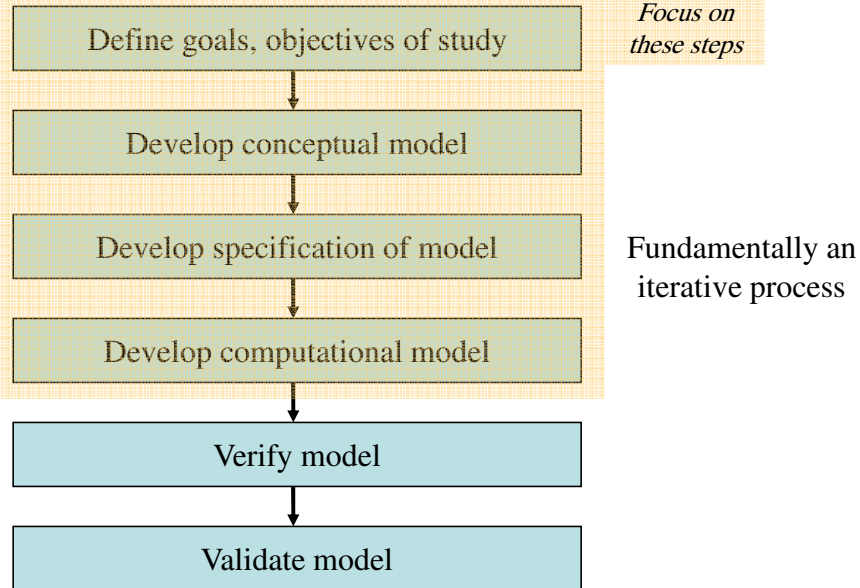 Define goals, objectives of study
Focus on
these steps
Develop conceptual model
Develop specification of model
Fundamentally an
iterative process
Develop computational model
Verify model
Validate model